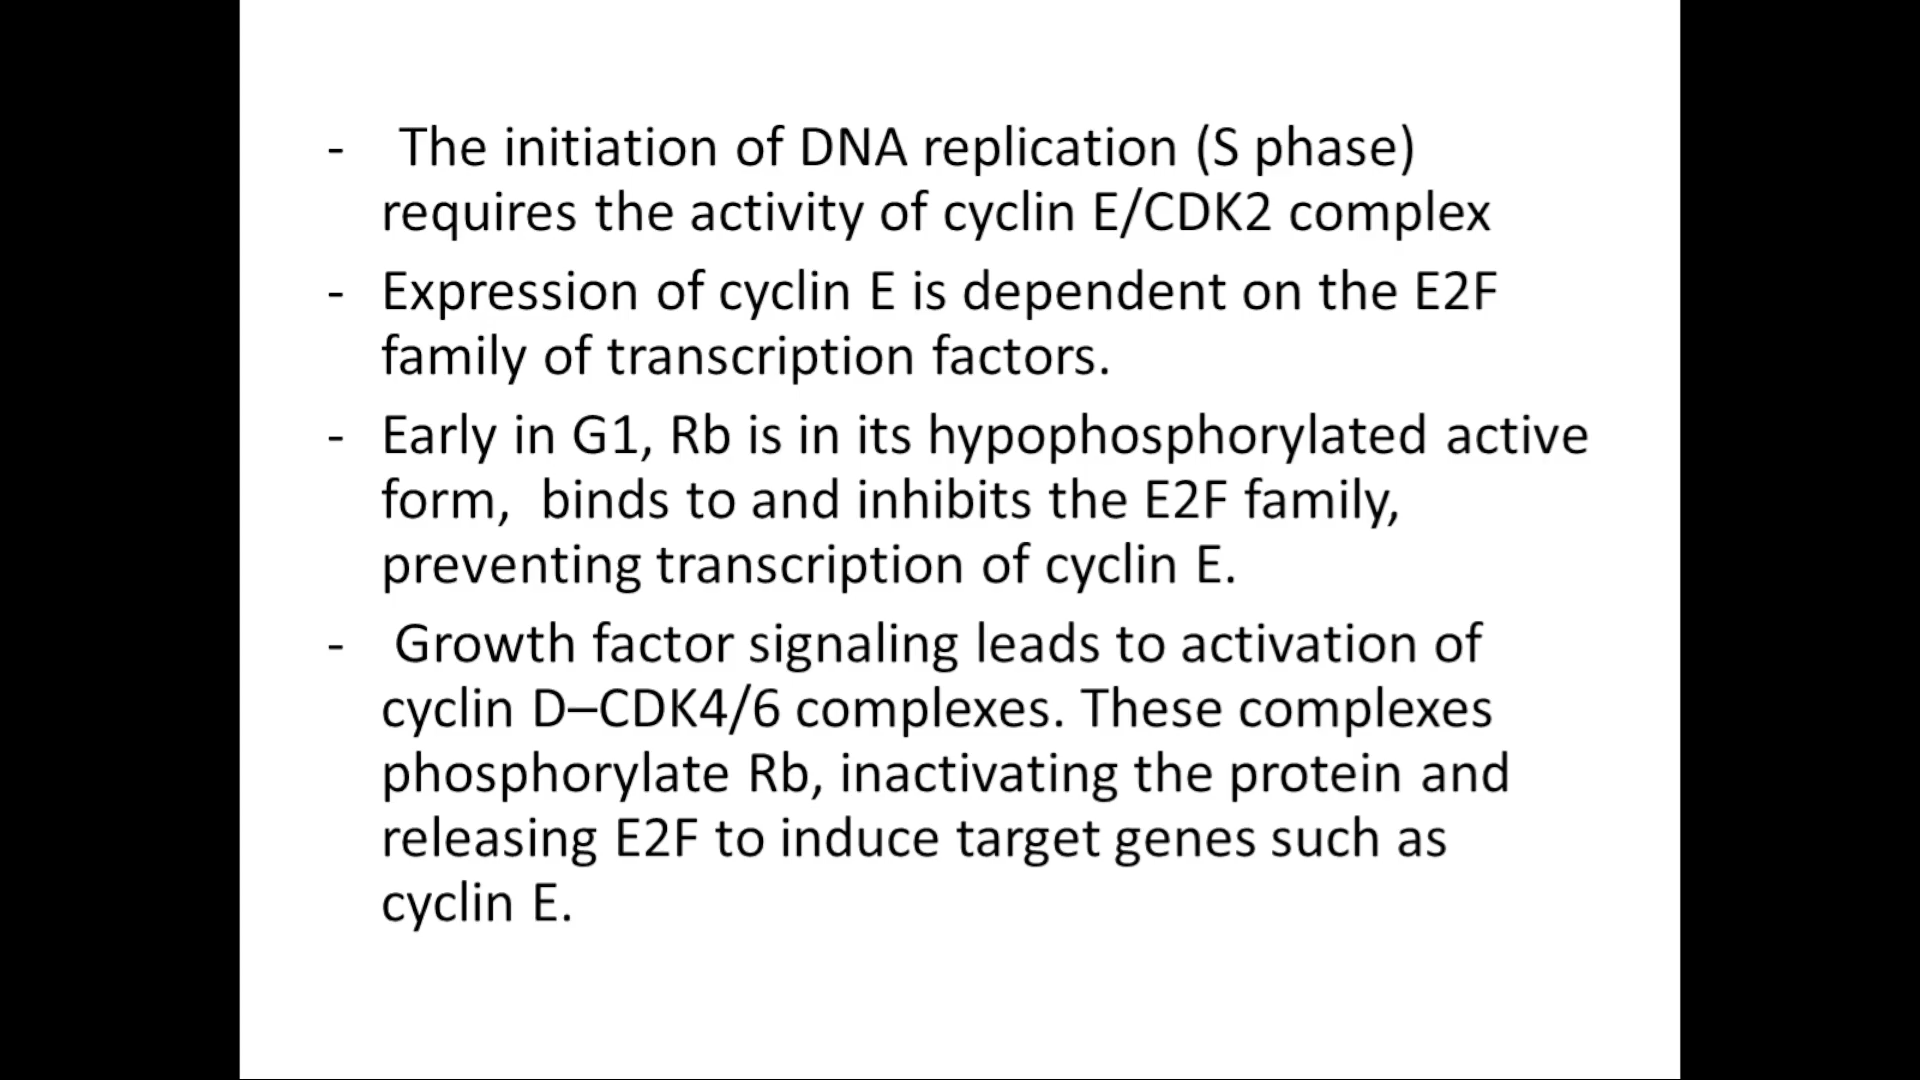 - The initiation of DNA replication (S phase)
requires the activity of cyclin E/CDK2 complex
- Expression of cyclin E is dependent on the E2F
family of transcription factors.
- Early in G1, Rb is in its hypophosphorylated active
form, binds to and inhibits the E2F family,
preventing transcription of cyclin E.
- Growth factor signaling leads to activation of
cyclin D–CDK4/6 complexes. These complexes
phosphorylate Rb, inactivating the protein and
releasing E2F to induce target genes such as
cyclin E.